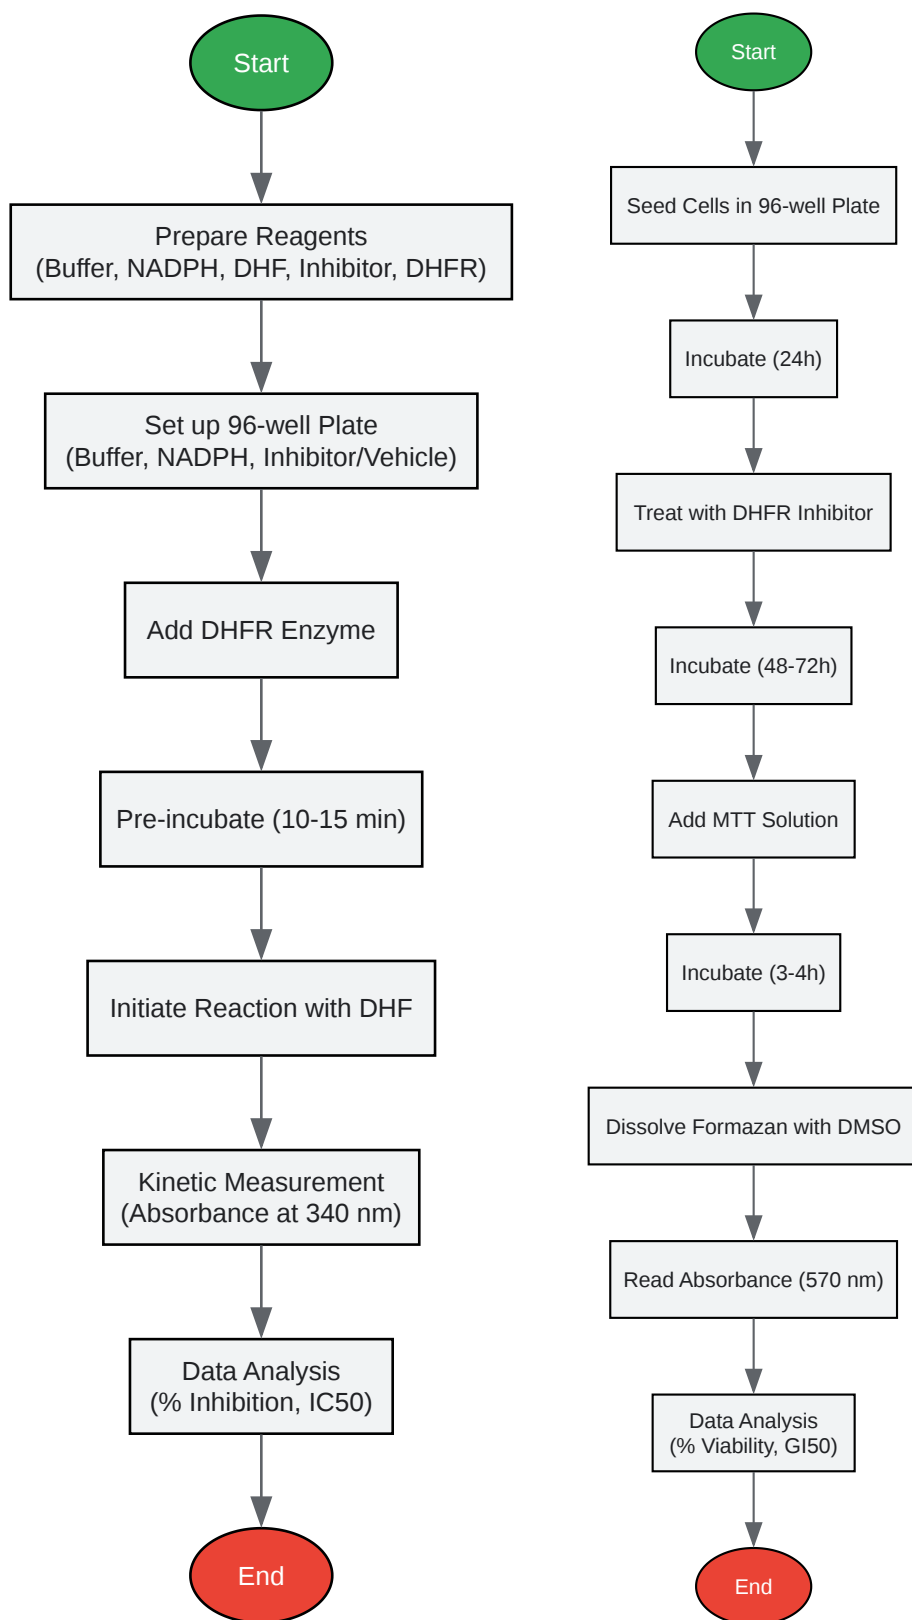 Start
Prepare Reagents
(Buffer, NADPH, DHF, Inhibitor, DHFR)
Set up 96-well Plate
(Buffer, NADPH, Inhibitor/Vehicle)
Add DHFR Enzyme
Pre-incubate (10-15 min)
Initiate Reaction with DHF
Kinetic Measurement
(Absorbance at 340 nm)
Data Analysis
(% Inhibition, IC50)
End
Start
Seed Cells in 96-well Plate
Incubate (24h)
Treat with DHFR Inhibitor
Incubate (48-72h)
Add MTT Solution
Incubate (3-4h)
Dissolve Formazan with DMSO
Read Absorbance (570 nm)
Data Analysis
(% Viability, GI50)
End